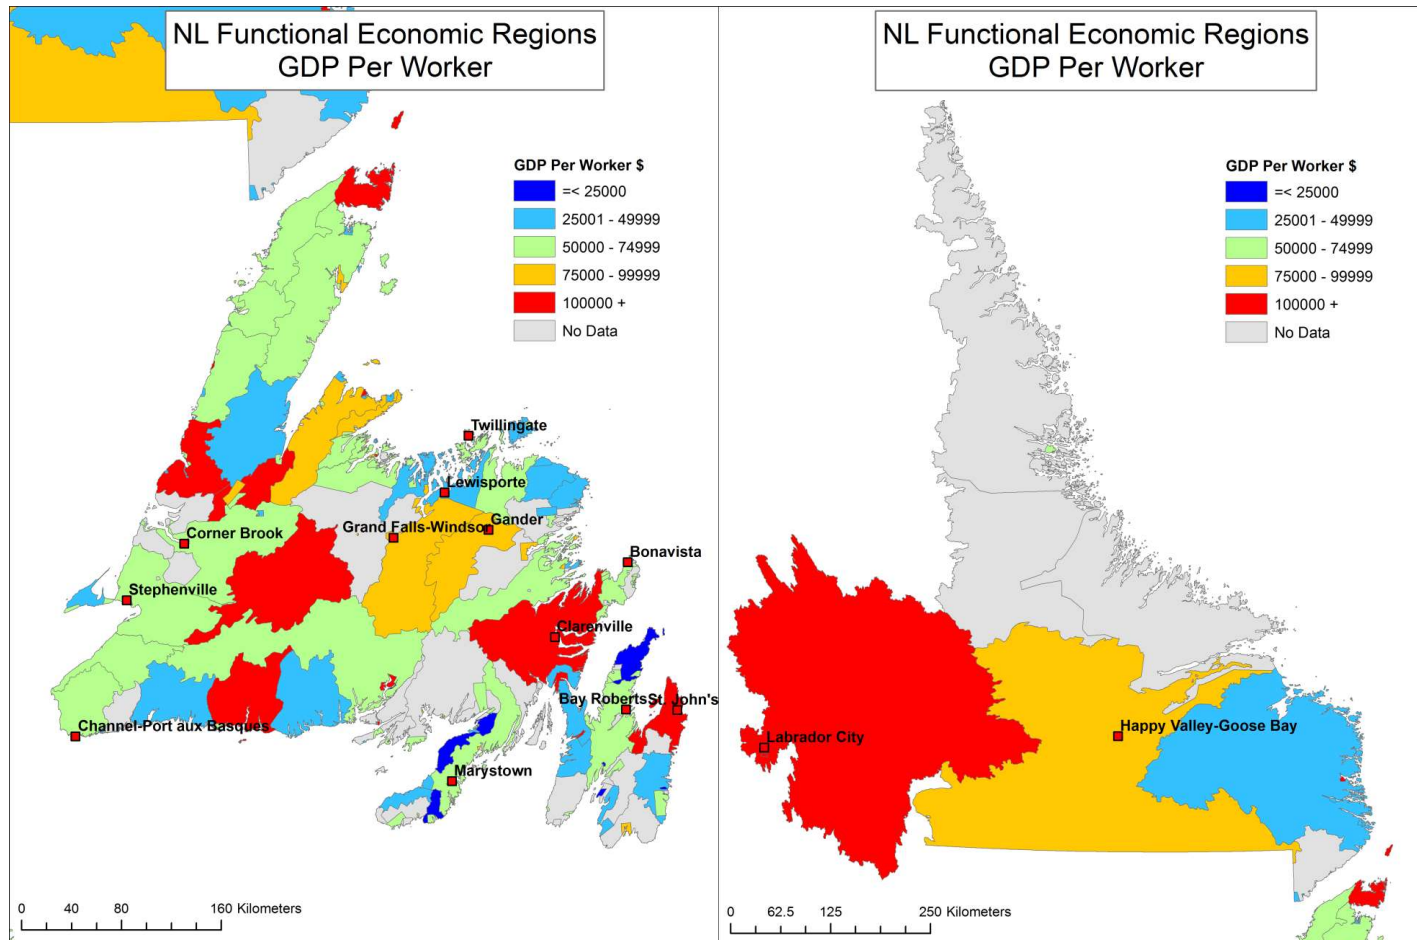 NL Functional Economic Regions
GDP Per Worker
GDP Per Worker $
=< 25000
25001 - 49999
50000 - 74999
75000 - 99999
100000 +
No Data
Twillingate
Lewisporte
Gander
Grand Falls-Windsor
Corner Brook
Bonavista
Stephenville
Clarenville
Bay Roberts
St. John's
Channel-Port aux Basques
Marystown
0 40 80 160 Kilometers
NL Functional Economic Regions
GDP Per Worker
GDP Per Worker $
=< 25000
25001 - 49999
50000 - 74999
75000 - 99999
100000 +
No Data
Happy Valley-Goose Bay
Labrador City
0 62.5 125 250 Kilometers